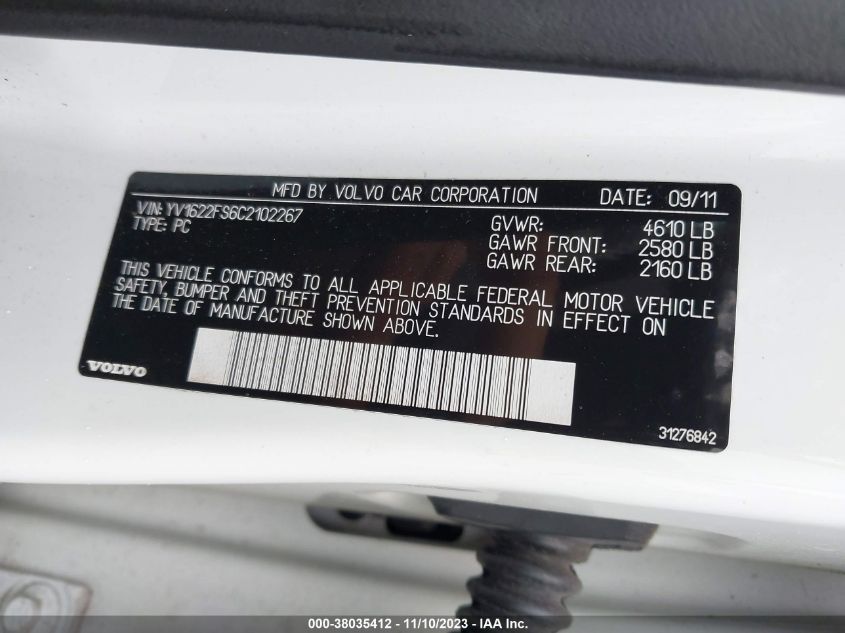 MFD BY VOLVO CAR CORPORATION DATE: 09/11
VIN: YV1622FS6C2102267
TYPE: PC
GVWR: 4610 LB
GAWR FRONT: 2580 LB
GAWR REAR: 2160 LB
THIS VEHICLE CONFORMS TO ALL APPLICABLE FEDERAL MOTOR VEHICLE
SAFETY, BUMPER AND THEFT PREVENTION STANDARDS IN EFFECT ON
THE DATE OF MANUFACTURE SHOWN ABOVE.
VOLVO
31276842
000-38035412 - 11/10/2023 - IAA Inc.